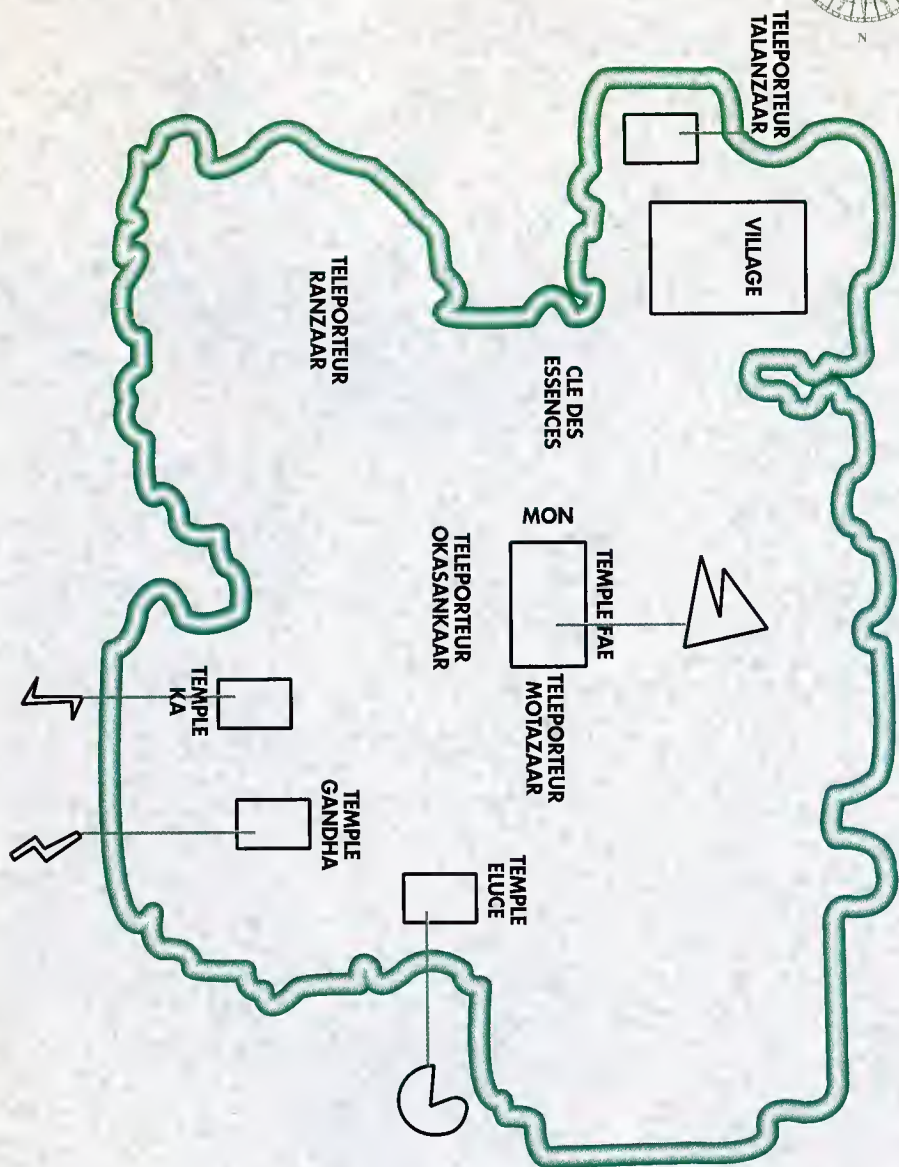 N
TELEPORTEUR
TALANZAAR
VILLAGE
TEMPLE FAE
MON
CLE DES
ESSENCES
TELEPORTEUR
MOTAZAAR
TELEPORTEUR
OKASANKAAR
TEMPLE
ELUCE
TELEPORTEUR
RANZAAR
TEMPLE
GANDHA
TEMPLE
KA